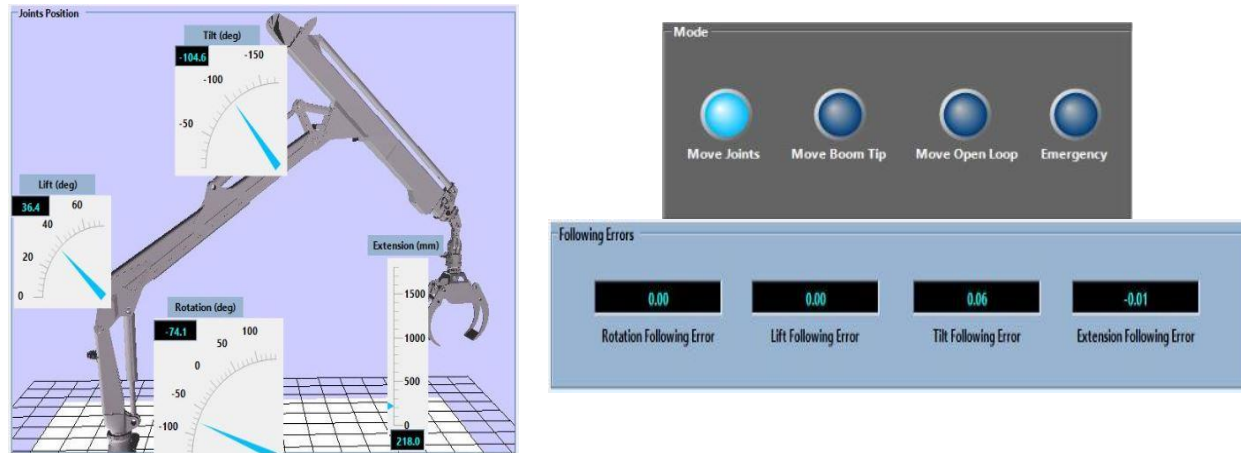 Joints Position
Tilt (deg)
-104.6
-150
-100
-50
Lift (deg)
36.4
60
40
20
0
Extension (mm)
1500
1000
500
0
218.0
Rotation (deg)
-74.1
100
50
0
-50
-100
Mode
Move Joints
Move Boom Tip
Move Open Loop
Emergency
Following Errors
0.00
0.00
0.06
-0.01
Rotation Following Error
Lift Following Error
Tilt Following Error
Extension Following Error